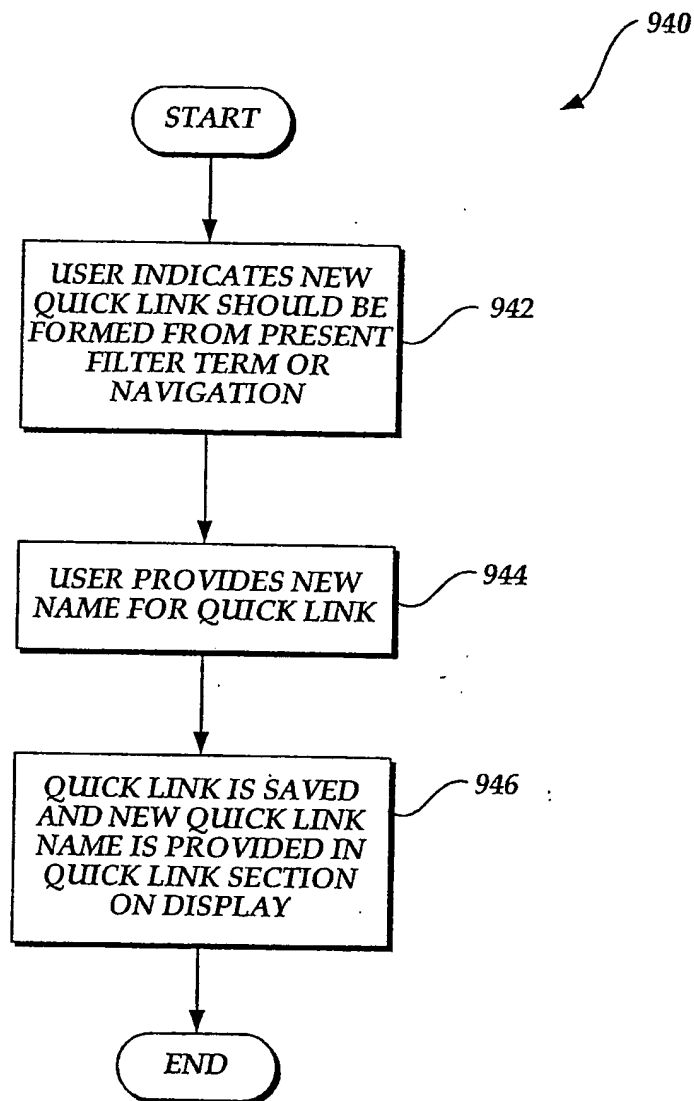 940
START
USER INDICATES NEW
QUICK LINK SHOULD BE
FORMED FROM PRESENT
FILTER TERM OR
NAVIGATION
942
USER PROVIDES NEW
NAME FOR QUICK LINK
944
QUICK LINK IS SAVED
AND NEW QUICK LINK
NAME IS PROVIDED IN
QUICK LINK SECTION
ON DISPLAY
946
END